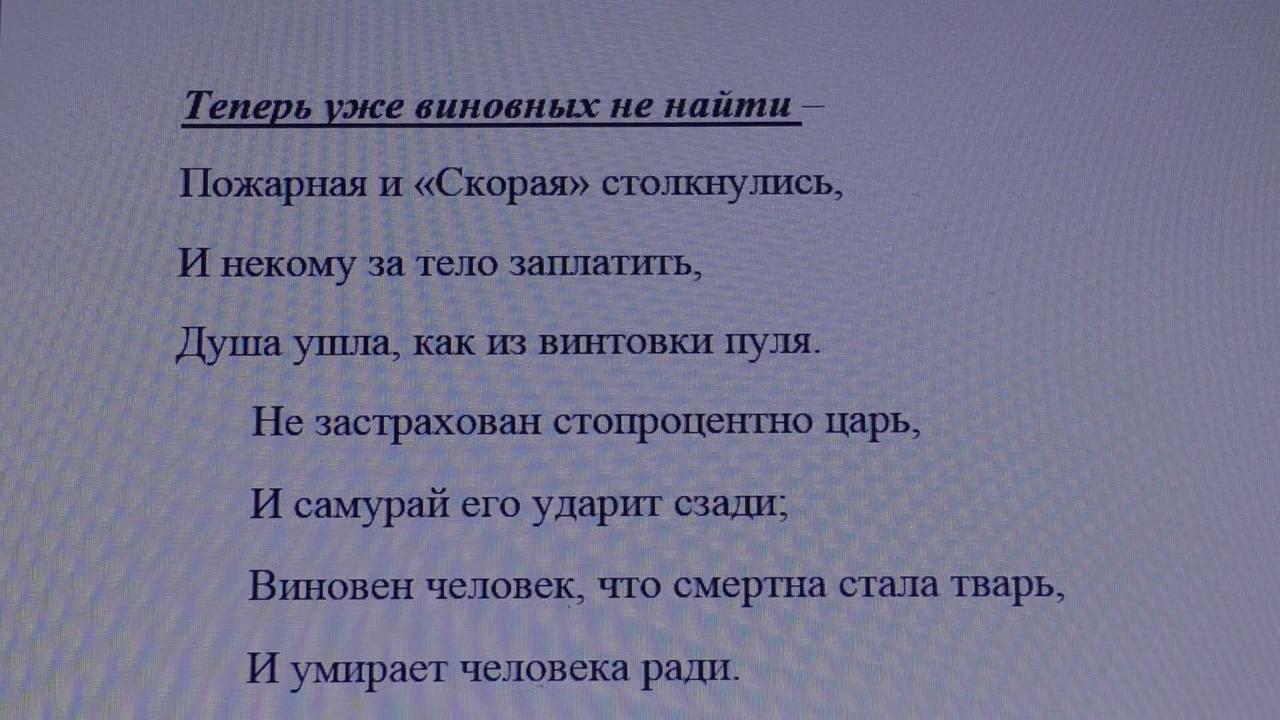 Теперь уже виновных не найти –
Пожарная и «Скорая» столкнулись,
И некому за тело заплатить,
Душа ушла, как из винтовки пуля.
Не застрахован стопроцентно царь,
И самурай его ударит сзади;
Виновен человек, что смертна стала тварь,
И умирает человека ради.